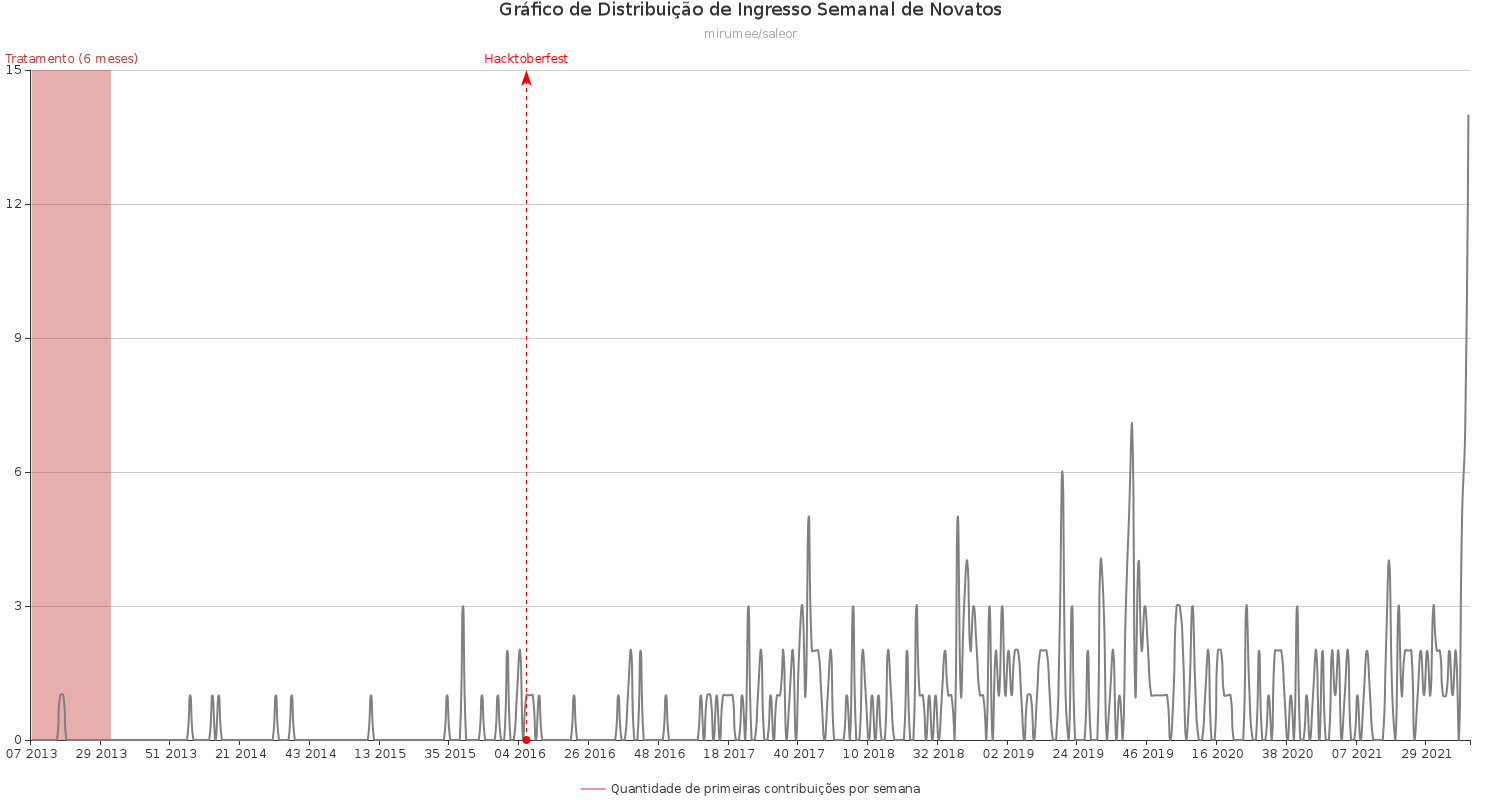 Gráfico de Distribuição de Ingresso Semanal de Novatos
mirumee/saleor
Tratamento (6 meses)
Hacktoberfest
15
12
9
6
3
0
07 2013 29 2013 51 2013 21 2014 43 2014 13 2015 35 2015 04 2016 26 2016 48 2016 18 2017 40 2017 10 2018 32 2018 02 2019 24 2019 46 2019 16 2020 38 2020 07 2021 29 2021
Quantidade de primeiras contribuições por semana